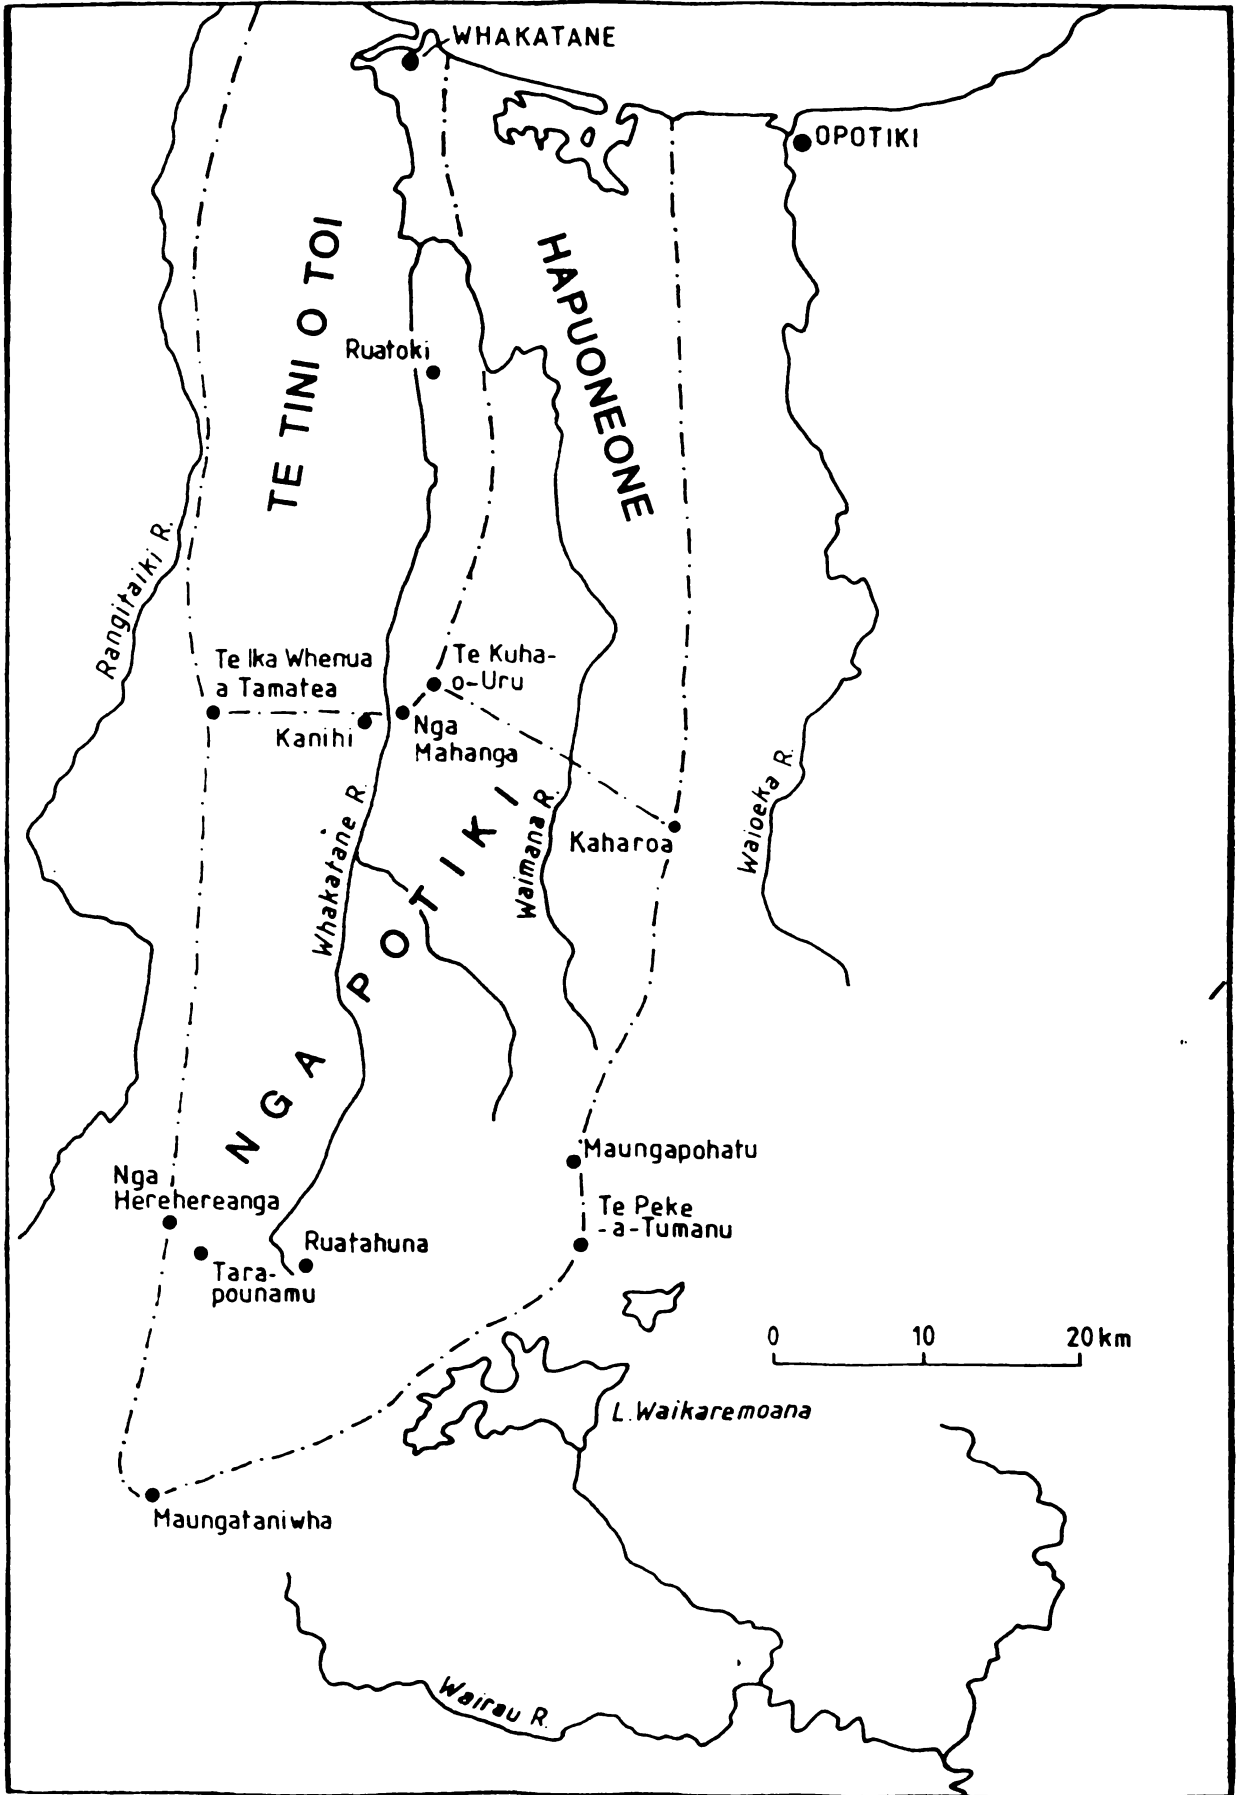 WHAKATANE
OPOTIKI
TE TINI O TOI
HAPUONEONE
Ruatoki
Rangitaiki R.
Te Ika Whenua
a Tamatea
Te Kuha-
o-Uru
Kanihi
Nga
Mahanga
Whakatane R.
Waimana R.
Kaharoa
Waioeka R.
NGA POTIKI
Maungapohatu
Nga
Herehereanga
Te Peke
-a-Tumanu
Ruatahuna
Tara-
pounamu
0 10 20 km
L. Waikaremoana
Maungataniwha
Wairau R.